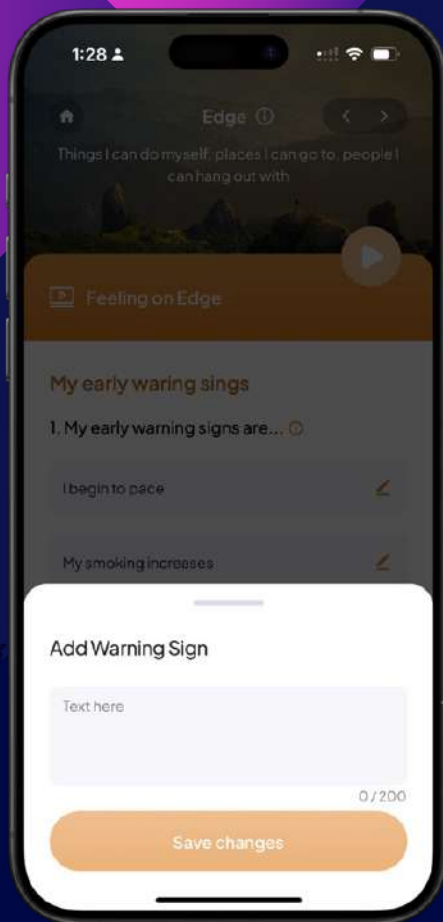 1:28
Edge
Things I can do myself, places I can go to, people I
can hang out with
Feeling on Edge
My early waring sings
1. My early warning signs are...
I begin to pace
My smoking increases
Add Warning Sign
Text here
0/200
Save changes